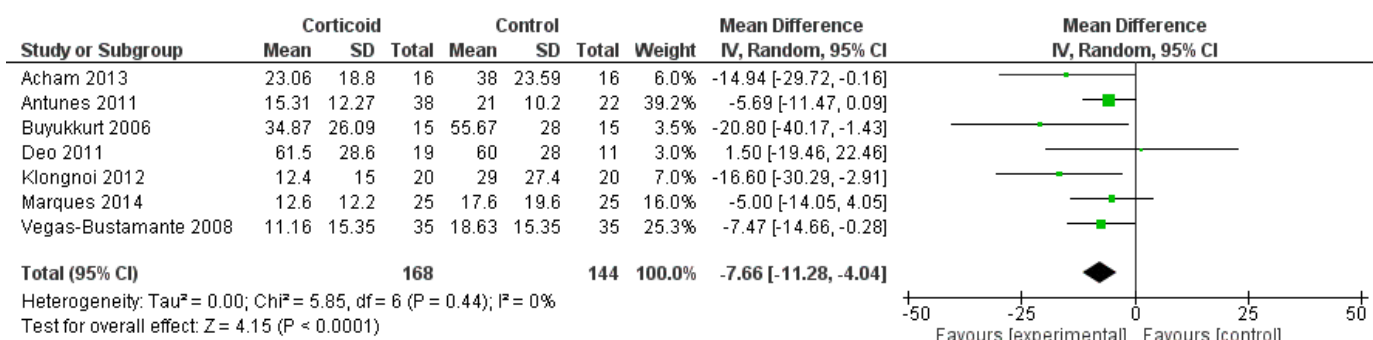 Corticoid Control Mean Difference Mean Difference
Study or Subgroup Mean SD Total Mean SD Total Weight IV, Random, 95% CI IV, Random, 95% CI
Acham 2013 23.06 18.8 16 38 23.59 16 6.0% -14.94 [-29.72, -0.16]
Antunes 2011 15.31 12.27 38 21 10.2 22 39.2% -5.69 [-11.47, 0.09]
Buyukkurt 2006 34.87 26.09 15 55.67 28 15 3.5% -20.80 [-40.17, -1.43]
Deo 2011 61.5 28.6 19 60 28 11 3.0% 1.50 [-19.46, 22.46]
Klongnoi 2012 12.4 15 20 29 27.4 20 7.0% -16.60 [-30.29, -2.91]
Marques 2014 12.6 12.2 25 17.6 19.6 25 16.0% -5.00 [-14.05, 4.05]
Vegas-Bustamante 2008 11.16 15.35 35 18.63 15.35 35 25.3% -7.47 [-14.66, -0.28]
Total (95% CI) 168 144 100.0% -7.66 [-11.28, -4.04]
Heterogeneity: Tau² = 0.00; Chi² = 5.85, df = 6 (P = 0.44); I² = 0%
Test for overall effect: Z = 4.15 (P < 0.0001)
-50 -25 0 25 50
Favours [experimental] Favours [control]